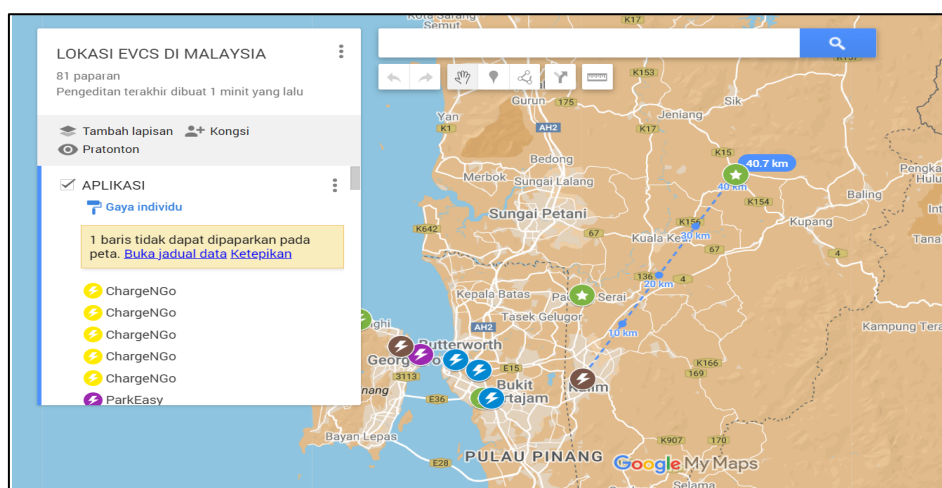 LOKASI EVCS DI MALAYSIA
81 paparan
Pengeditan terakhir dibuat 1 minit yang lalu
Tambah lapisan
Kongsi
Pratonton
APLIKASI
Gaya individu
1 baris tidak dapat dipaparkan pada
peta. Buka jadual data Ketepikan
ChargeNGo
ChargeNGo
ChargeNGo
ChargeNGo
ChargeNGo
ParkEasy
Semut
K17
K153
Yan
K1
Gurun
175
Sik
Jeniang
AH2
K17
Bedong
K15
40.7 km
Merbok
Sungai Lalang
40 km
K154
Baling
Sungai Petani
K642
67
K156
Kupang
30 km
67
4
136
4
20 km
Kepala Batas
Serai
Tasek Gelugor
10 km
AH2
Kampung Tera
3113
E15
K166
169
Bukit
E36
Bayan Lepas
K907
170
PULAU PINANG
E28
Google My Maps
Selama